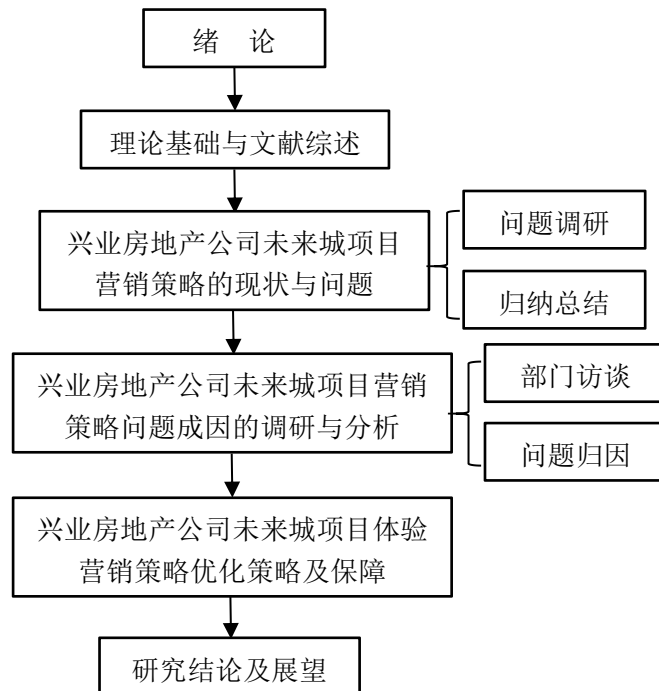 绪 论
理论基础与文献综述
兴业房地产公司未来城项目
营销策略的现状与问题
问题调研
归纳总结
兴业房地产公司未来城项目营销
策略问题成因的调研与分析
部门访谈
问题归因
兴业房地产公司未来城项目体验
营销策略优化策略及保障
研究结论及展望